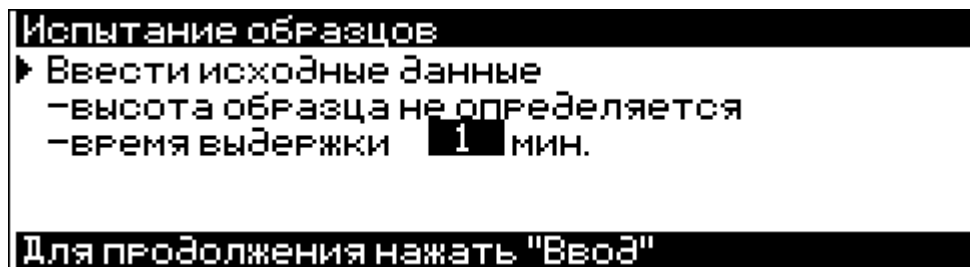 Испытание образцов
Ввести исходные данные
-высота образца не определяется
-время выдержки 1 мин.
Для продолжения нажать "Ввод"